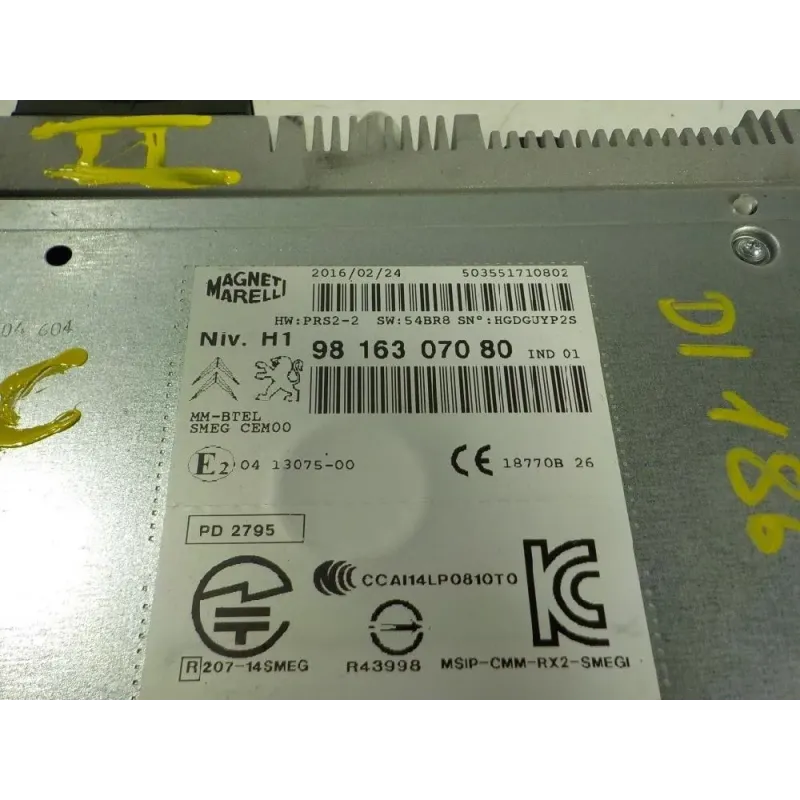 II
04 604
C
MAGNETI MARELLI
2016/02/24 503551710802
HW:PRS2-2 SW:54BR8 SN°:HGDGUYP2S
Niv. H1 98 163 070 80 IND 01
MM-BTEL
SMEG CEM00
E2 04 13075-00 CE 18770B 26
PD 2795
CCAI14LP0810T0
R 207-14SMEG R43998 MSIP-CMM-RX2-SMEGI
KC
DI 186